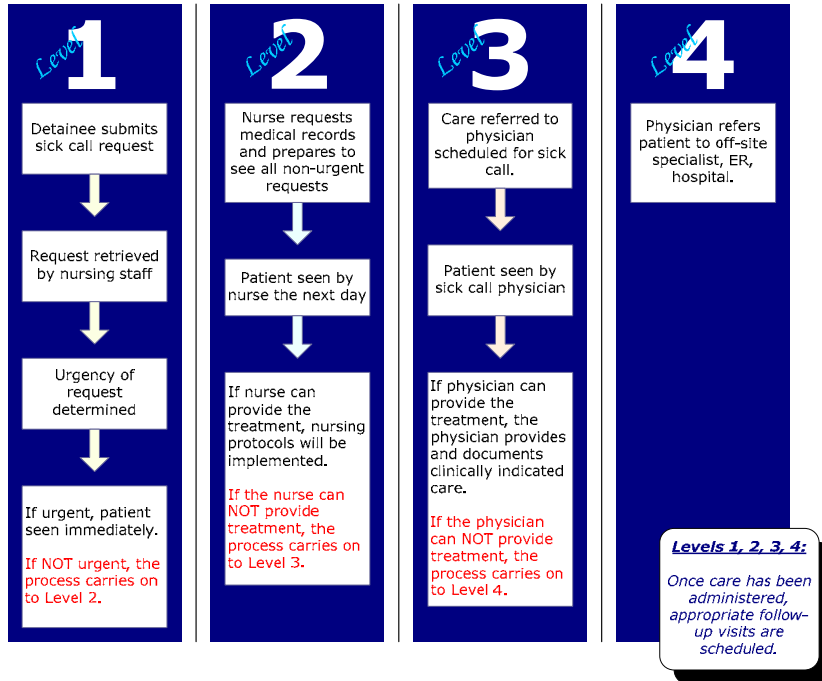 Level 1
Detainee submits
sick call request
Request retrieved
by nursing staff
Urgency of
request
determined
If urgent, patient
seen immediately.
If NOT urgent, the
process carries on
to Level 2.
Level 2
Nurse requests
medical records
and prepares to
see all non-urgent
requests
Patient seen by
nurse the next day
If nurse can
provide the
treatment, nursing
protocols will be
implemented.
If the nurse can
NOT provide
treatment, the
process carries on
to Level 3.
Level 3
Care referred to
physician
scheduled for sick
call.
Patient seen by
sick call physician
If physician can
provide the
treatment, the
physician provides
and documents
clinically indicated
care.
If the physician
can NOT provide
treatment, the
process carries on
to Level 4.
Level 4
Physician refers
patient to off-site
specialist, ER,
hospital.
Levels 1, 2, 3, 4:
Once care has been
administered,
appropriate follow-
up visits are
scheduled.